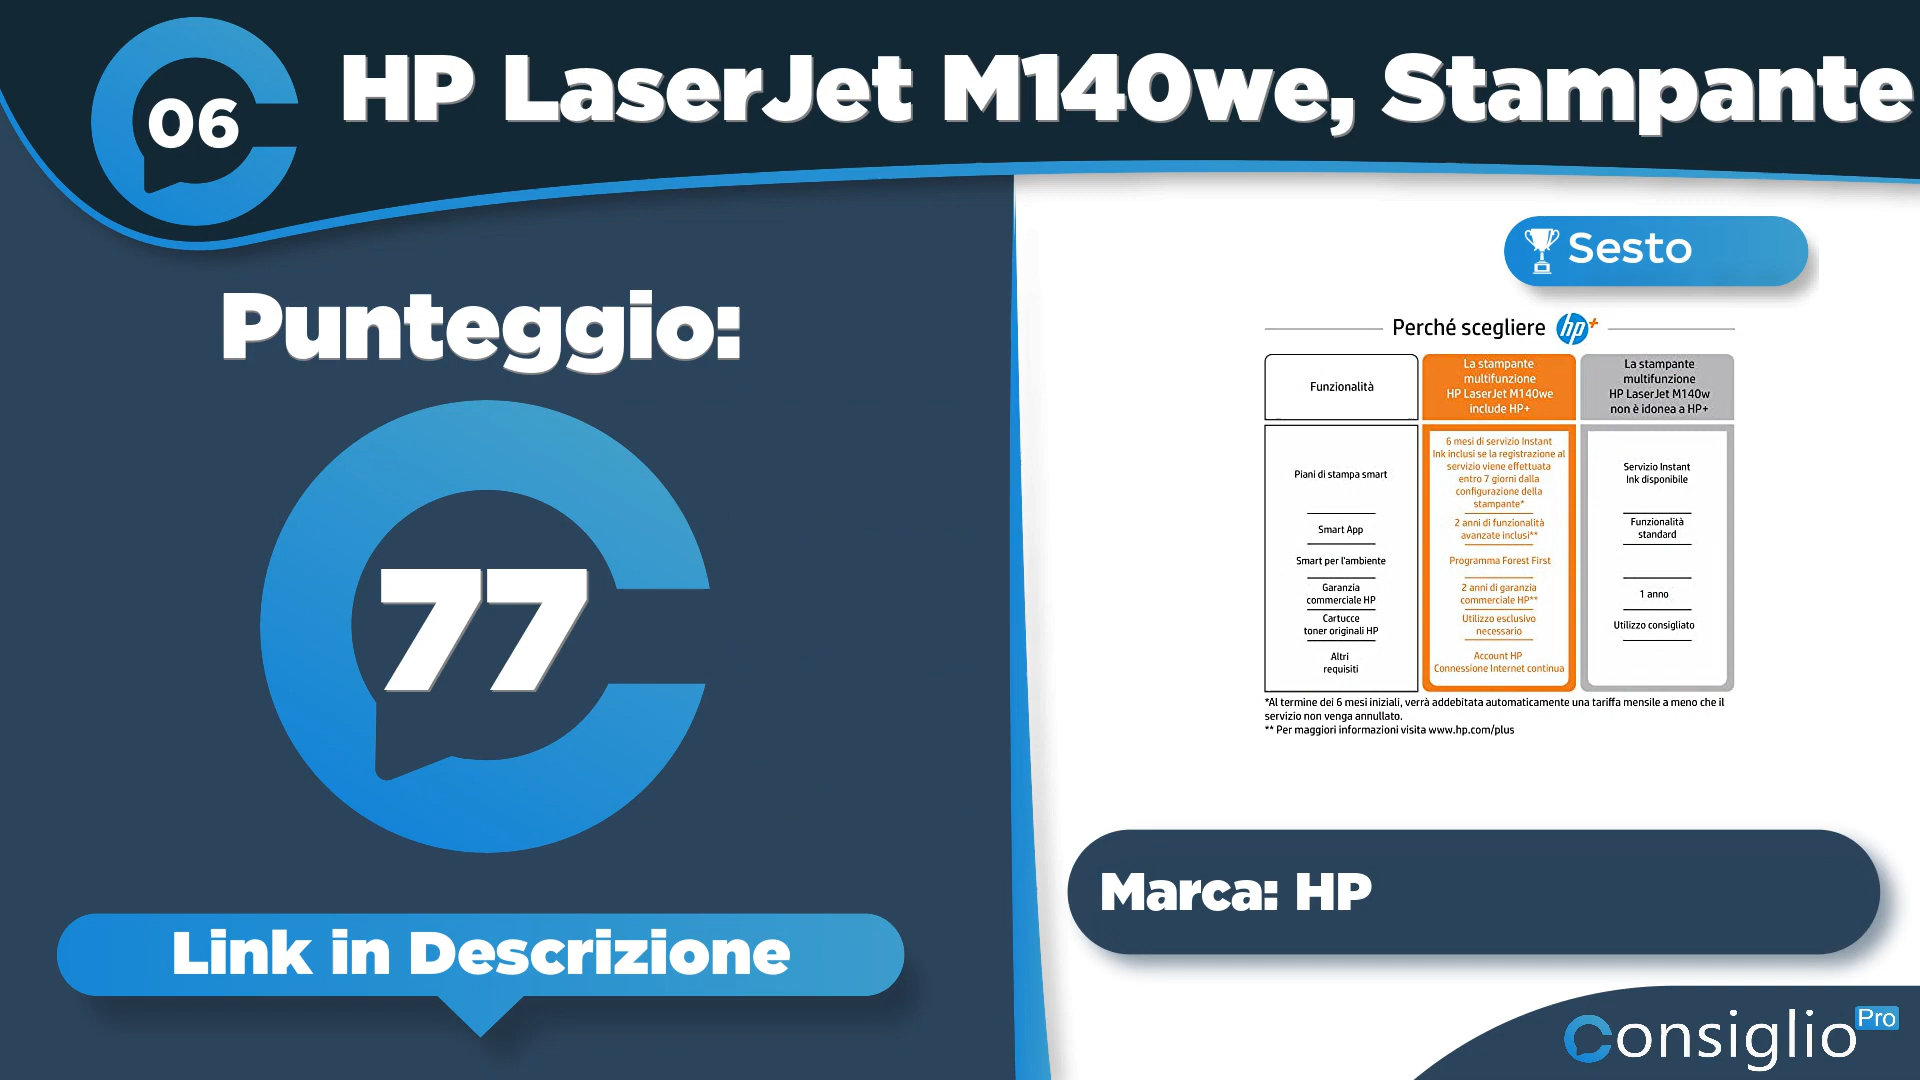 06
HP LaserJet M140we, Stampante
Punteggio:
77
Link in Descrizione
Sesto
Perché scegliere hp+
Funzionalità
La stampante
multifunzione
HP LaserJet M140we
include HP+
La stampante
multifunzione
HP LaserJet M140w
non è idonea a HP+
Piani di stampa smart
6 mesi di servizio Instant
Ink inclusi se la registrazione al
servizio viene effettuata
entro 7 giorni dalla
configurazione della
stampante*
Servizio Instant
Ink disponibile
Smart App
2 anni di funzionalità
avanzate inclusi**
Funzionalità
standard
Smart per l'ambiente
Programma Forest First
Garanzia
commerciale HP
2 anni di garanzia
commerciale HP**
1 anno
Cartucce
toner originali HP
Utilizzo esclusivo
necessario
Utilizzo consigliato
Altri
requisiti
Account HP
Connessione Internet continua
*Al termine dei 6 mesi iniziali, verrà addebitata automaticamente una tariffa mensile a meno che il
servizio non venga annullato.
** Per maggiori informazioni visita www.hp.com/plus
Marca: HP
Consiglio Pro